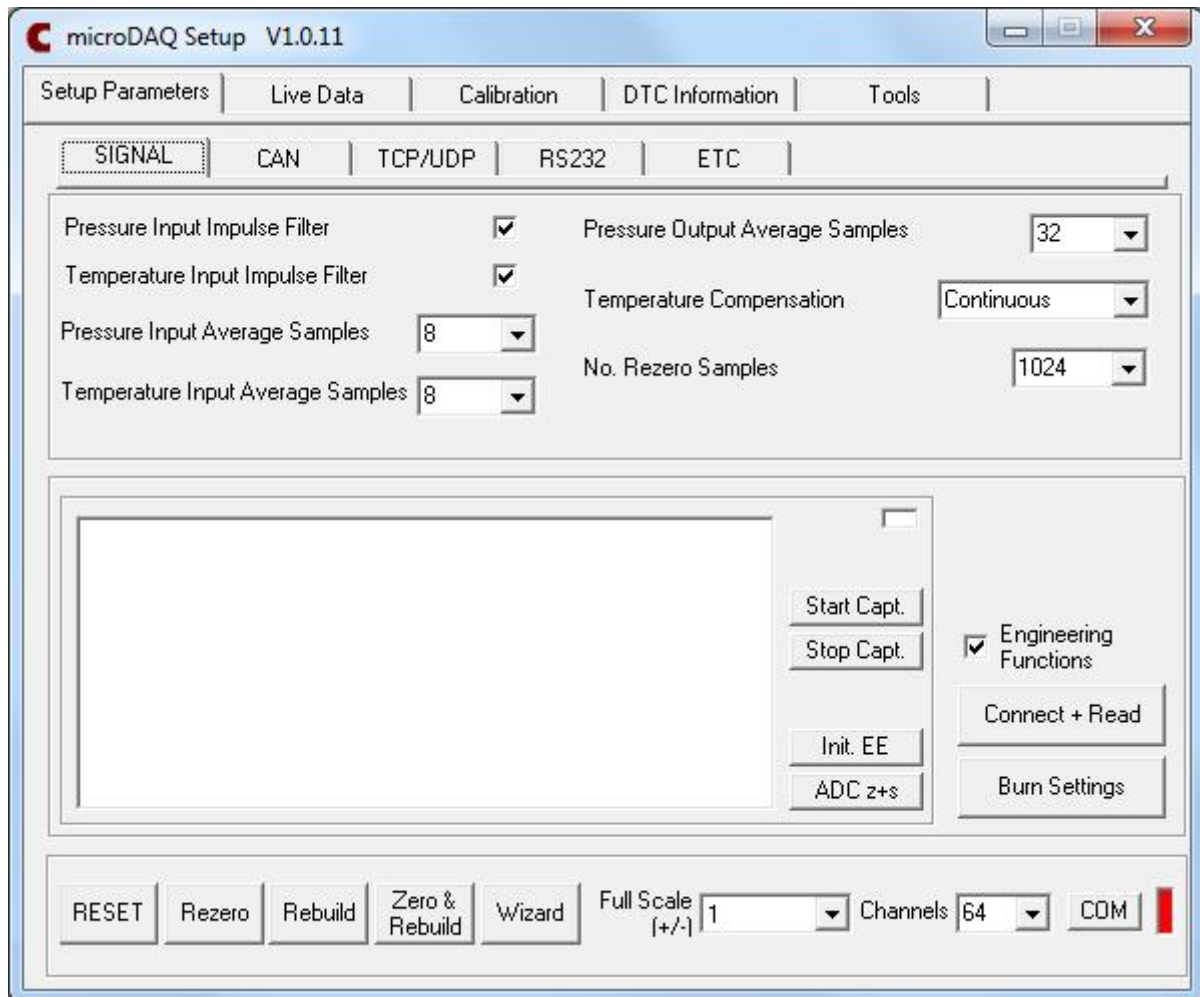 microDAQ Setup V1.0.11
Setup Parameters Live Data Calibration DTC Information Tools
SIGNAL CAN TCP/UDP RS232 ETC
Pressure Input Impulse Filter
Temperature Input Impulse Filter
Pressure Input Average Samples 8
Temperature Input Average Samples 8
Pressure Output Average Samples 32
Temperature Compensation Continuous
No. Rezero Samples 1024
Start Capt.
Stop Capt.
Init. EE
ADC z+s
Engineering
Functions
Connect + Read
Burn Settings
RESET Rezero Rebuild
Zero &
Rebuild
Wizard
Full Scale
(+/-) 1
Channels 64
COM